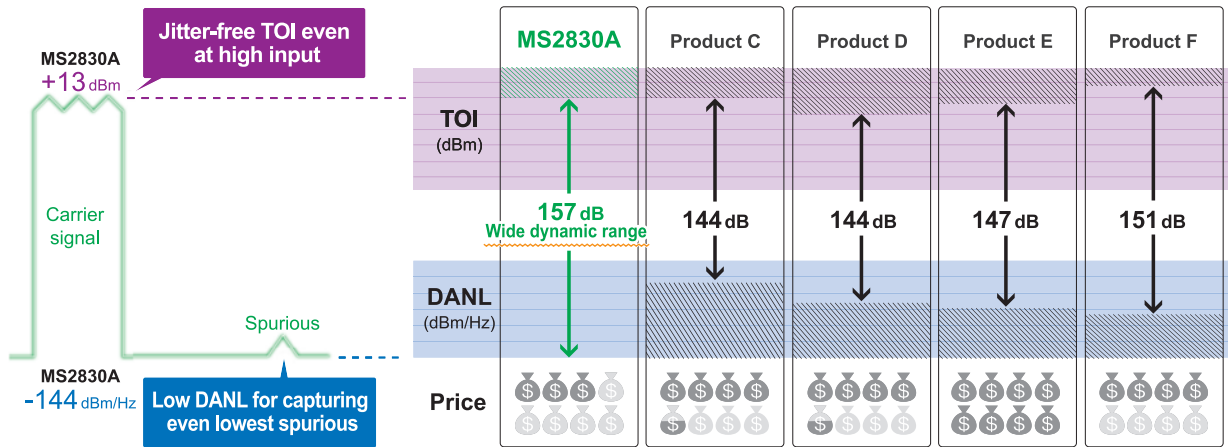 Jitter-free TOI even
at high input
MS2830A
+13 dBm
Carrier
signal
Spurious
MS2830A
-144 dBm/Hz
Low DANL for capturing
even lowest spurious
MS2830A
Product C
Product D
Product E
Product F
TOI
(dBm)
157 dB
Wide dynamic range
144 dB
144 dB
147 dB
151 dB
DANL
(dBm/Hz)
Price
$ $ $ $ $ $ $ $ $ $ $ $ $ $ $ $ $ $ $ $
$ $ $ $ $ $ $ $ $ $ $ $ $ $ $ $ $ $ $ $